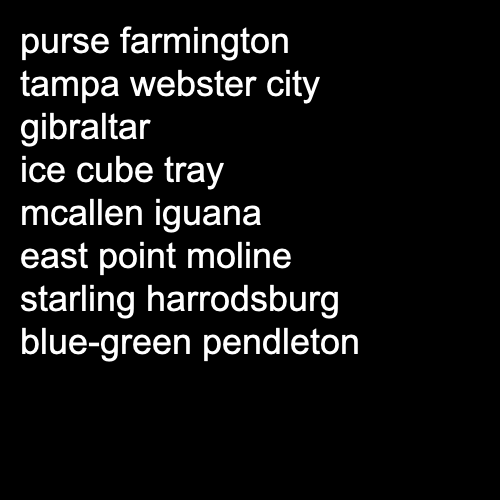 purse farmington
tampa webster city
gibraltar
ice cube tray
mcallen iguana
east point moline
starling harrodsburg
blue-green pendleton